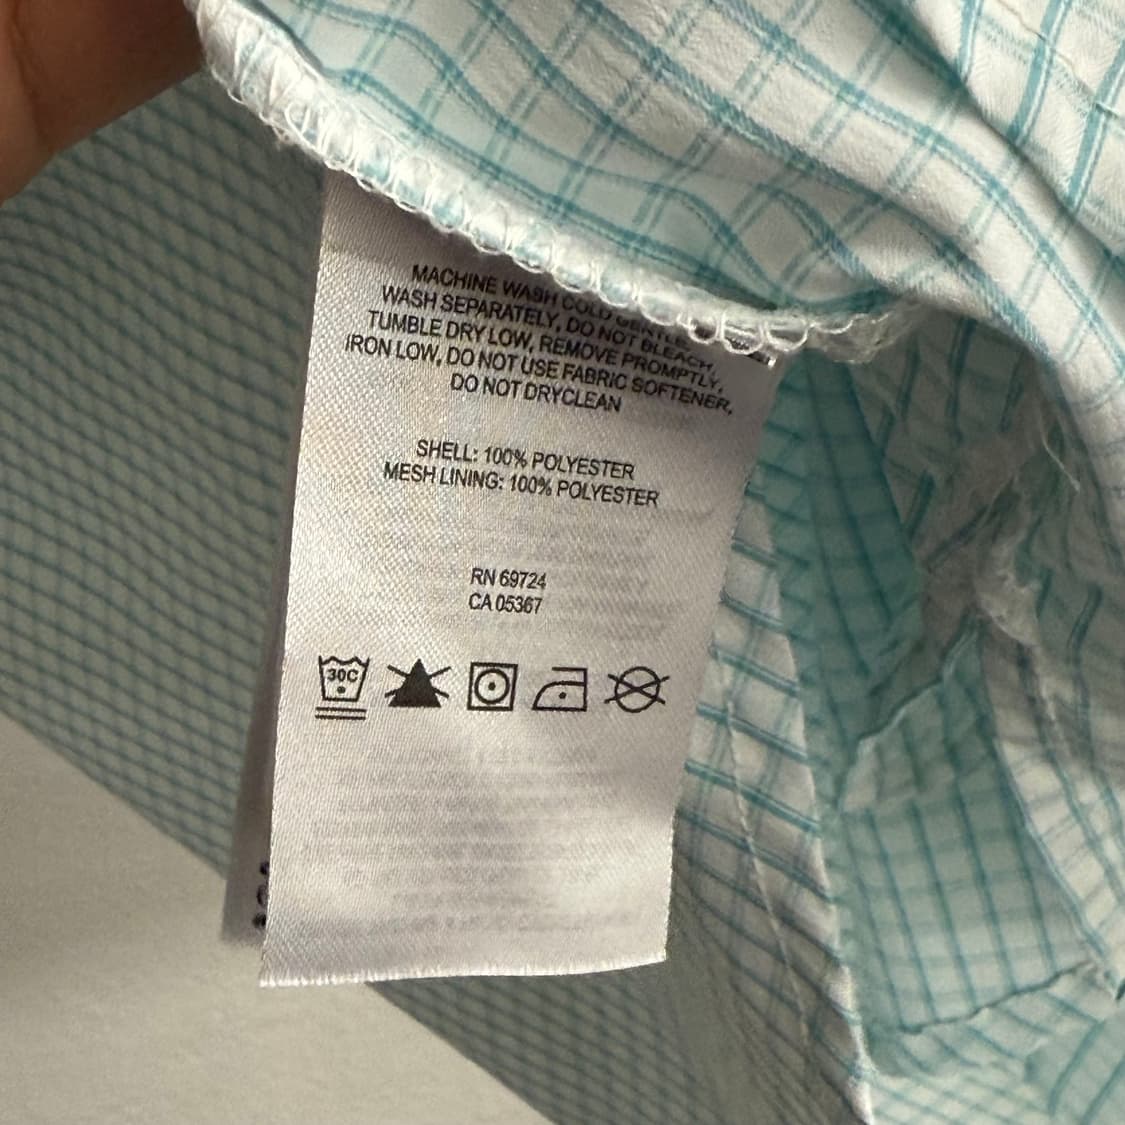 MACHINE WASH COLD GENTLE,
WASH SEPARATELY, DO NOT BLEACH,
TUMBLE DRY LOW, REMOVE PROMPTLY,
IRON LOW, DO NOT USE FABRIC SOFTENER,
DO NOT DRYCLEAN
SHELL: 100% POLYESTER
MESH LINING: 100% POLYESTER
RN 69724
CA 05367
30C